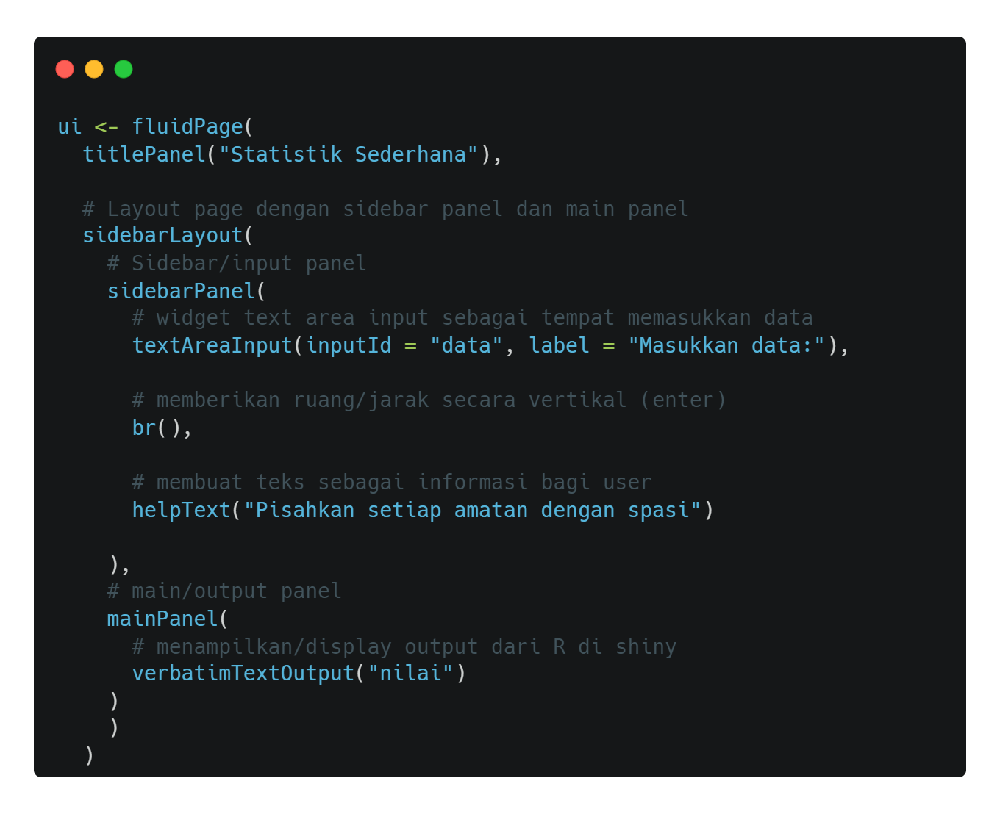 ui <- fluidPage(
  titlePanel("Statistik Sederhana"),
  # Layout page dengan sidebar panel dan main panel
  sidebarLayout(
    # Sidebar/input panel
    sidebarPanel(
      # widget text area input sebagai tempat memasukkan data
      textAreaInput(inputId = "data", label = "Masukkan data:"),
      # memberikan ruang/jarak secara vertikal (enter)
      br(),
      # membuat teks sebagai informasi bagi user
      helpText("Pisahkan setiap amatan dengan spasi")
    ),
    # main/output panel
    mainPanel(
      # menampilkan/display output dari R di shiny
      verbatimTextOutput("nilai")
    )
    )
  )